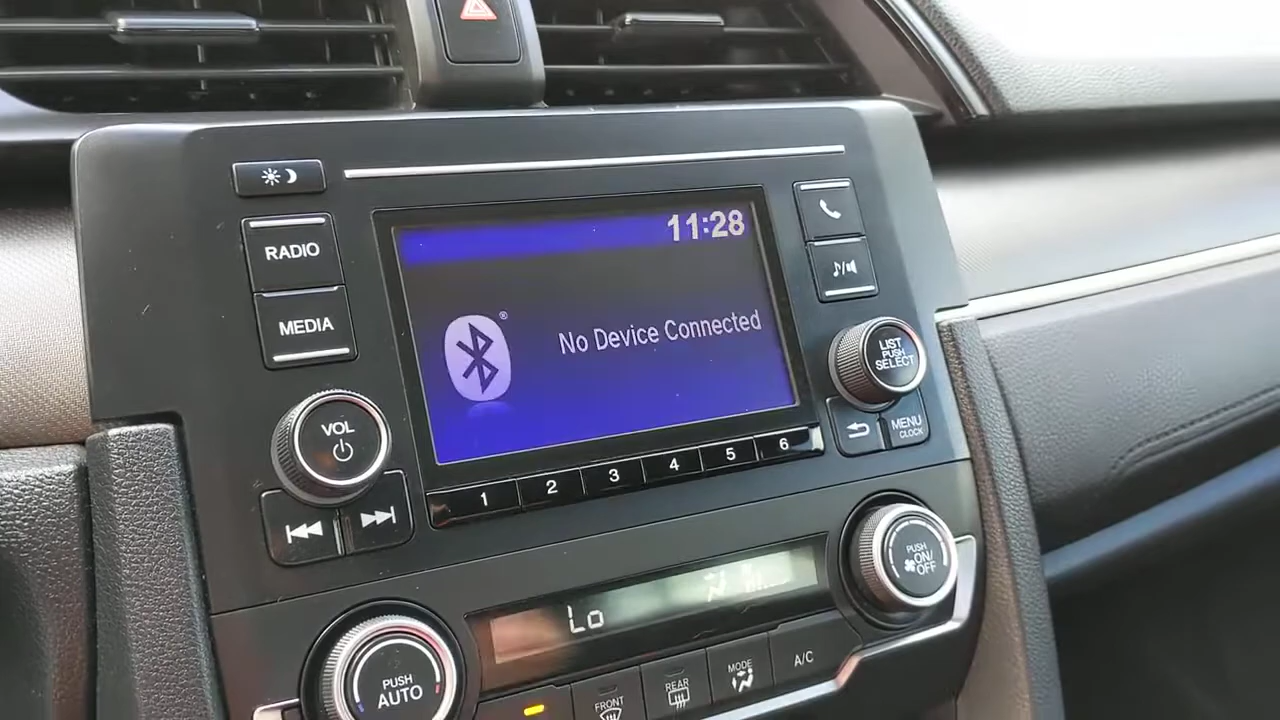 11:28
RADIO
MEDIA
No Device Connected
®
LIST
PUSH
SELECT
VOL
MENU
CLOCK
1 2 3 4 5 6
PUSH
ON/
OFF
Lo
PUSH
AUTO
FRONT
REAR
MODE
A/C